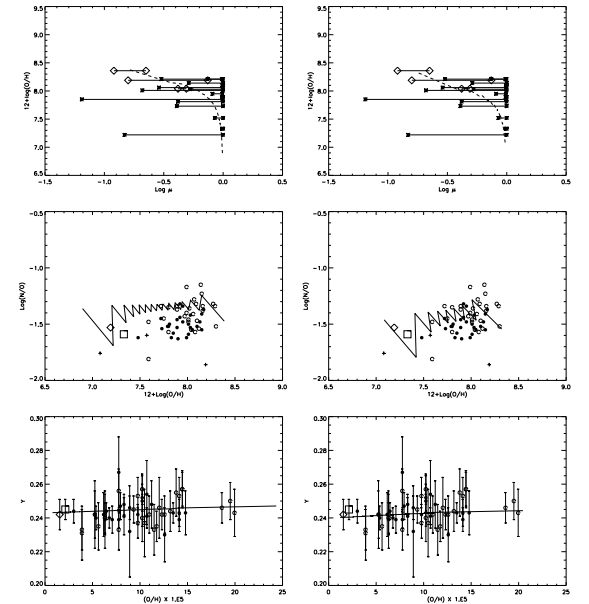 9.5 9.5
9.0 9.0
8.5 8.5
12+log(O/H) 8.0 12+log(O/H) 8.0
7.5 7.5
7.0 7.0
6.5 6.5
−1.5 −1.0 −0.5 0.0 0.5 −1.5 −1.0 −0.5 0.0 0.5
Log μ Log μ
−0.5 −0.5
−1.0 −1.0
Log(N/O) Log(N/O)
−1.5 −1.5
−2.0 −2.0
6.5 7.0 7.5 8.0 8.5 9.0 6.5 7.0 7.5 8.0 8.5 9.0
12+Log(O/H) 12+Log(O/H)
0.30 0.30
0.28 0.28
0.26 0.26
Y Y
0.24 0.24
0.22 0.22
0.20 0.20
0 5 10 15 20 25 0 5 10 15 20 25
(O/H) X 1.E5 (O/H) X 1.E5